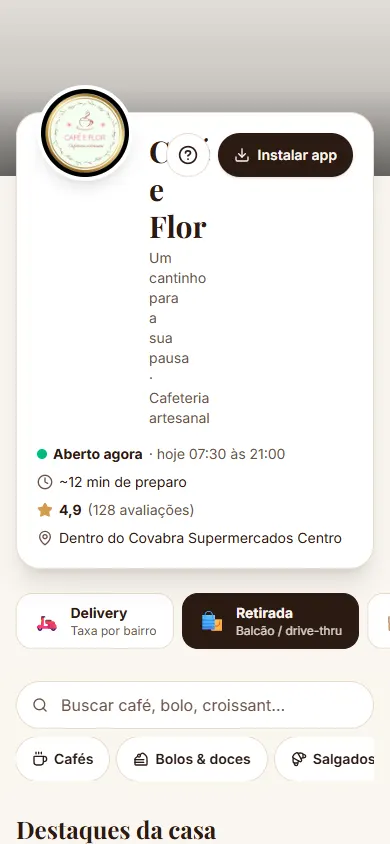 CAFÉ E FLOR
Instalar app
e
Flor
Um
cantinho
para
a
sua
pausa
·
Cafeteria
artesanal
Aberto agora · hoje 07:30 às 21:00
~12 min de preparo
4,9 (128 avaliações)
Dentro do Covabra Supermercados Centro
Delivery
Taxa por bairro
Retirada
Balcão / drive-thru
Buscar café, bolo, croissant...
Cafés
Bolos & doces
Salgados
Destaques da casa